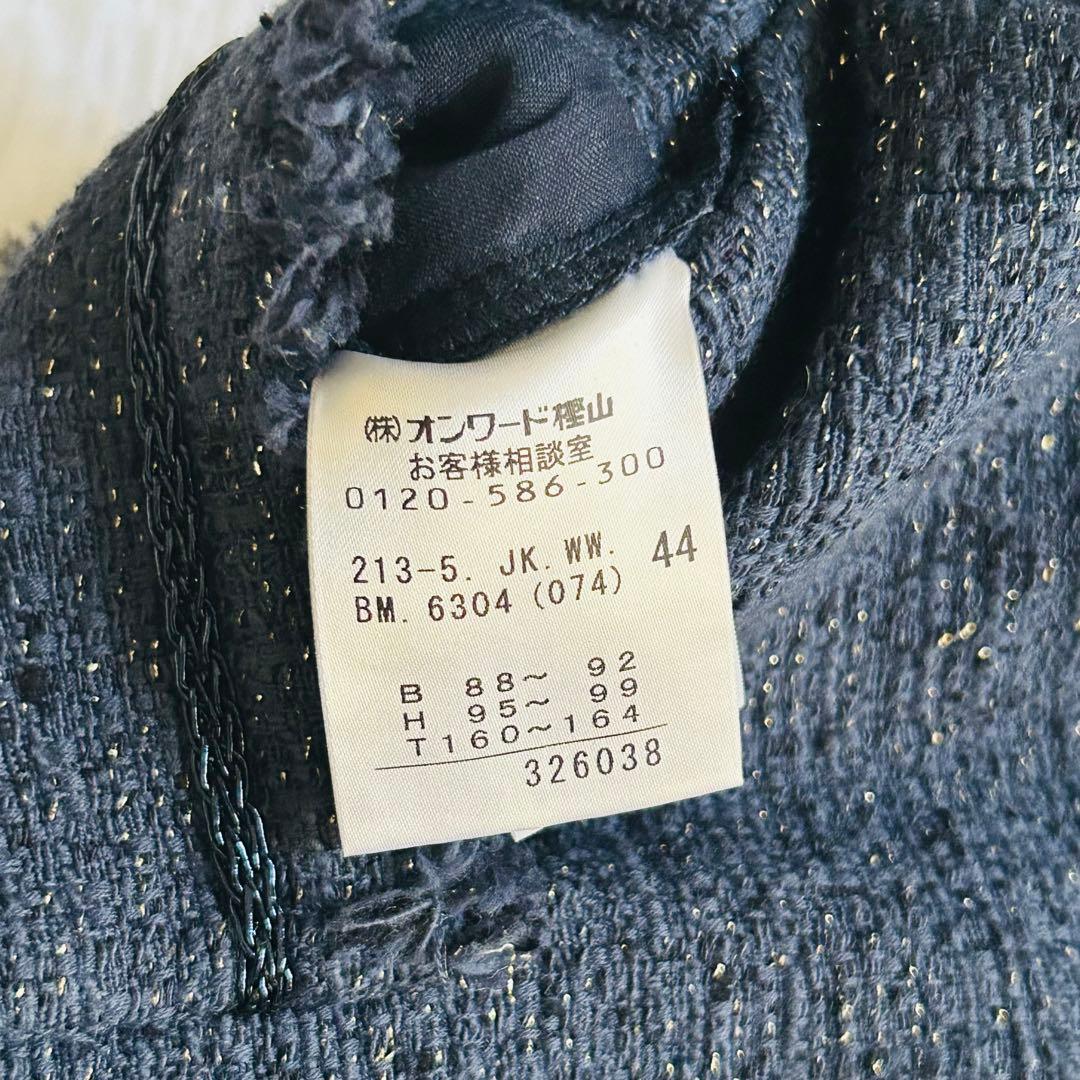 ㈱オンワード樫山
お客様相談室
0120-586-300
213-5. JK.WW. 44
BM. 6304 (074)
B 88～ 92
H 95～ 99
T160～164
326038